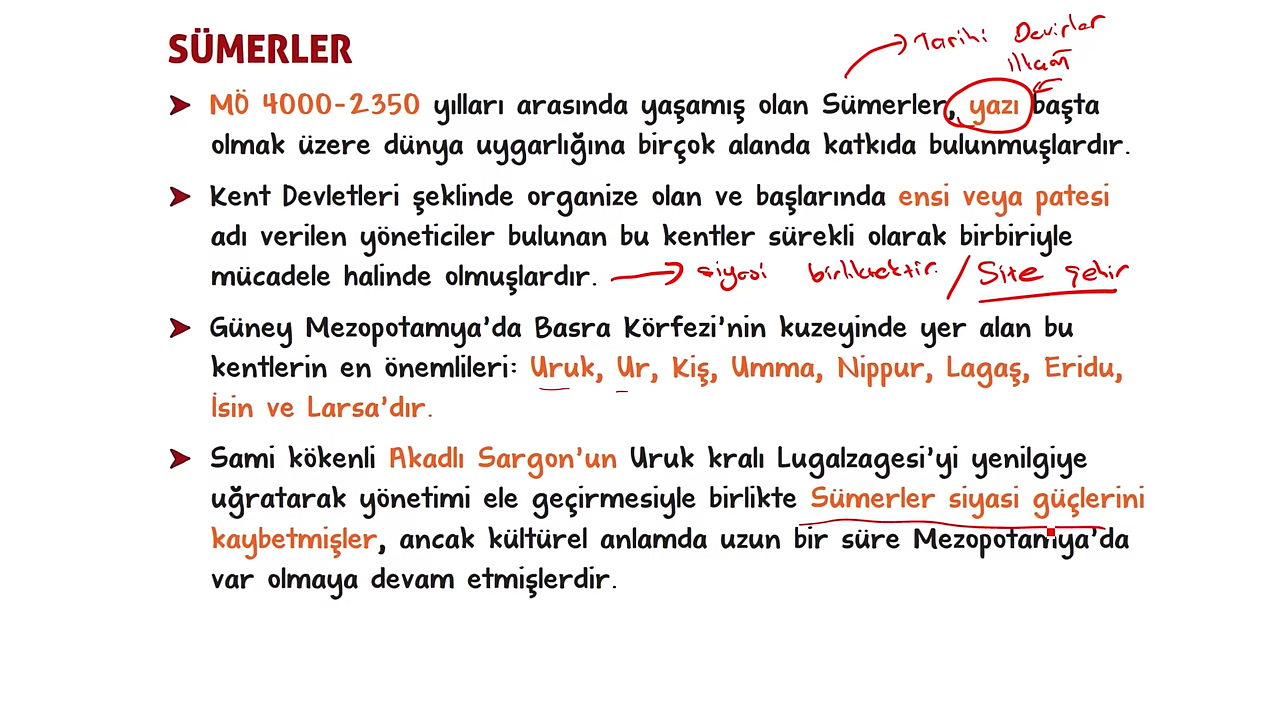 SÜMERLER
Tarihi Devirler
ilkçağ
➤ MÖ 4000-2350 yılları arasında yaşamış olan Sümerler, yazı başta
olmak üzere dünya uygarlığına birçok alanda katkıda bulunmuşlardır.
➤ Kent Devletleri şeklinde organize olan ve başlarında ensi veya patesi
adı verilen yöneticiler bulunan bu kentler sürekli olarak birbiriyle
mücadele halinde olmuşlardır. → siyasi birliktektir. / Site şehir
➤ Güney Mezopotamya'da Basra Körfezi'nin kuzeyinde yer alan bu
kentlerin en önemlileri: Uruk, Ur, Kiş, Umma, Nippur, Lagaş, Eridu,
İsin ve Larsa'dır.
➤ Sami kökenli Akadlı Sargon'un Uruk kralı Lugalzagesi'yi yenilgiye
uğratarak yönetimi ele geçirmesiyle birlikte Sümerler siyasi güçlerini
kaybetmişler, ancak kültürel anlamda uzun bir süre Mezopotamya'da
var olmaya devam etmişlerdir.